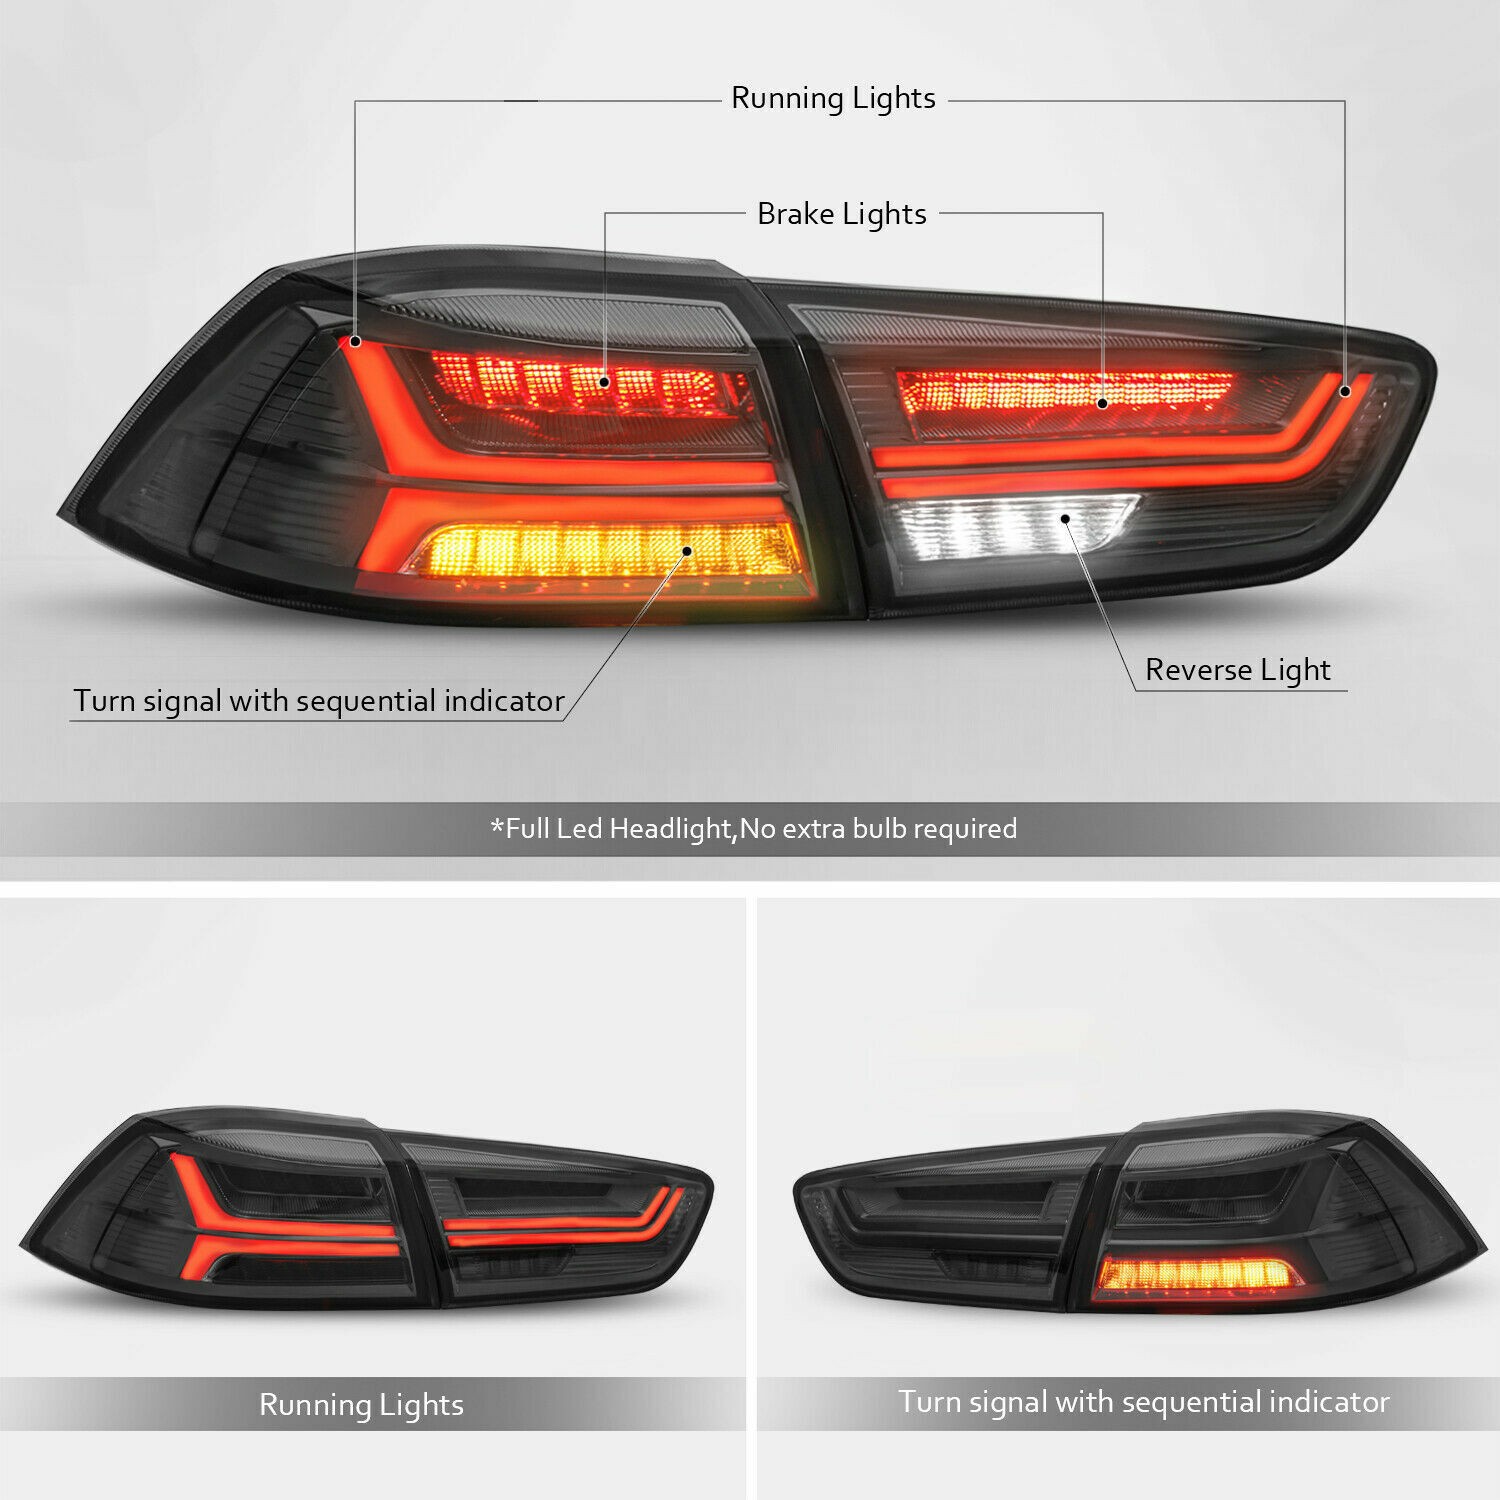 Running Lights
Brake Lights
Turn signal with sequential indicator
Reverse Light
*Full Led Headlight,No extra bulb required
Running Lights
Turn signal with sequential indicator